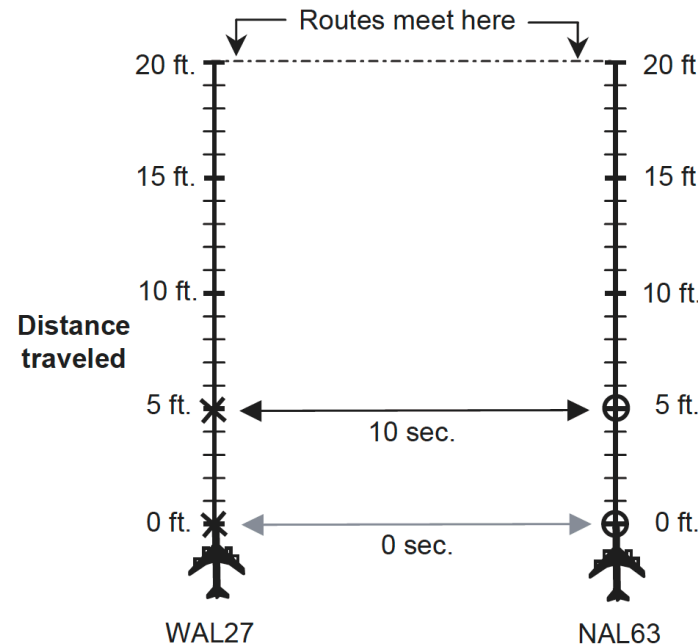 Routes meet here
20 ft. 20 ft
15 ft. 15 ft
10 ft. 10 ft.
Distance
traveled
5 ft. 5 ft.
10 sec.
0 ft. 0 ft.
0 sec.
WAL27 NAL63